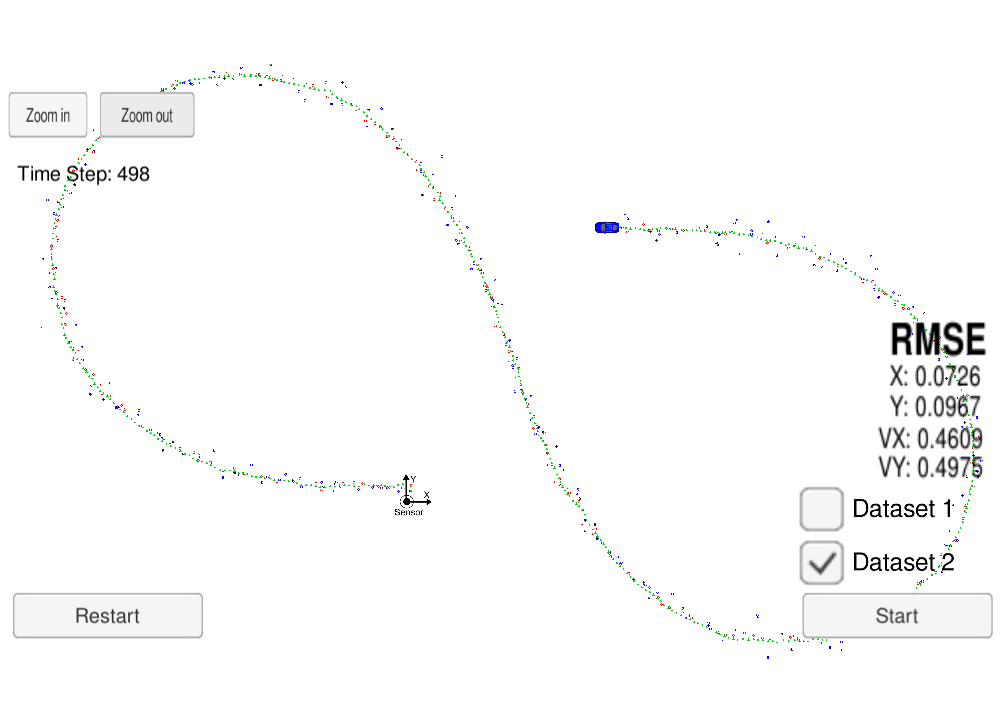 Zoom in
Zoom out
Time Step: 498
RMSE
X: 0.0726
Y: 0.0967
VX: 0.4609
VY: 0.4975
Y
X
Sensor
Dataset 1
Dataset 2
Restart
Start